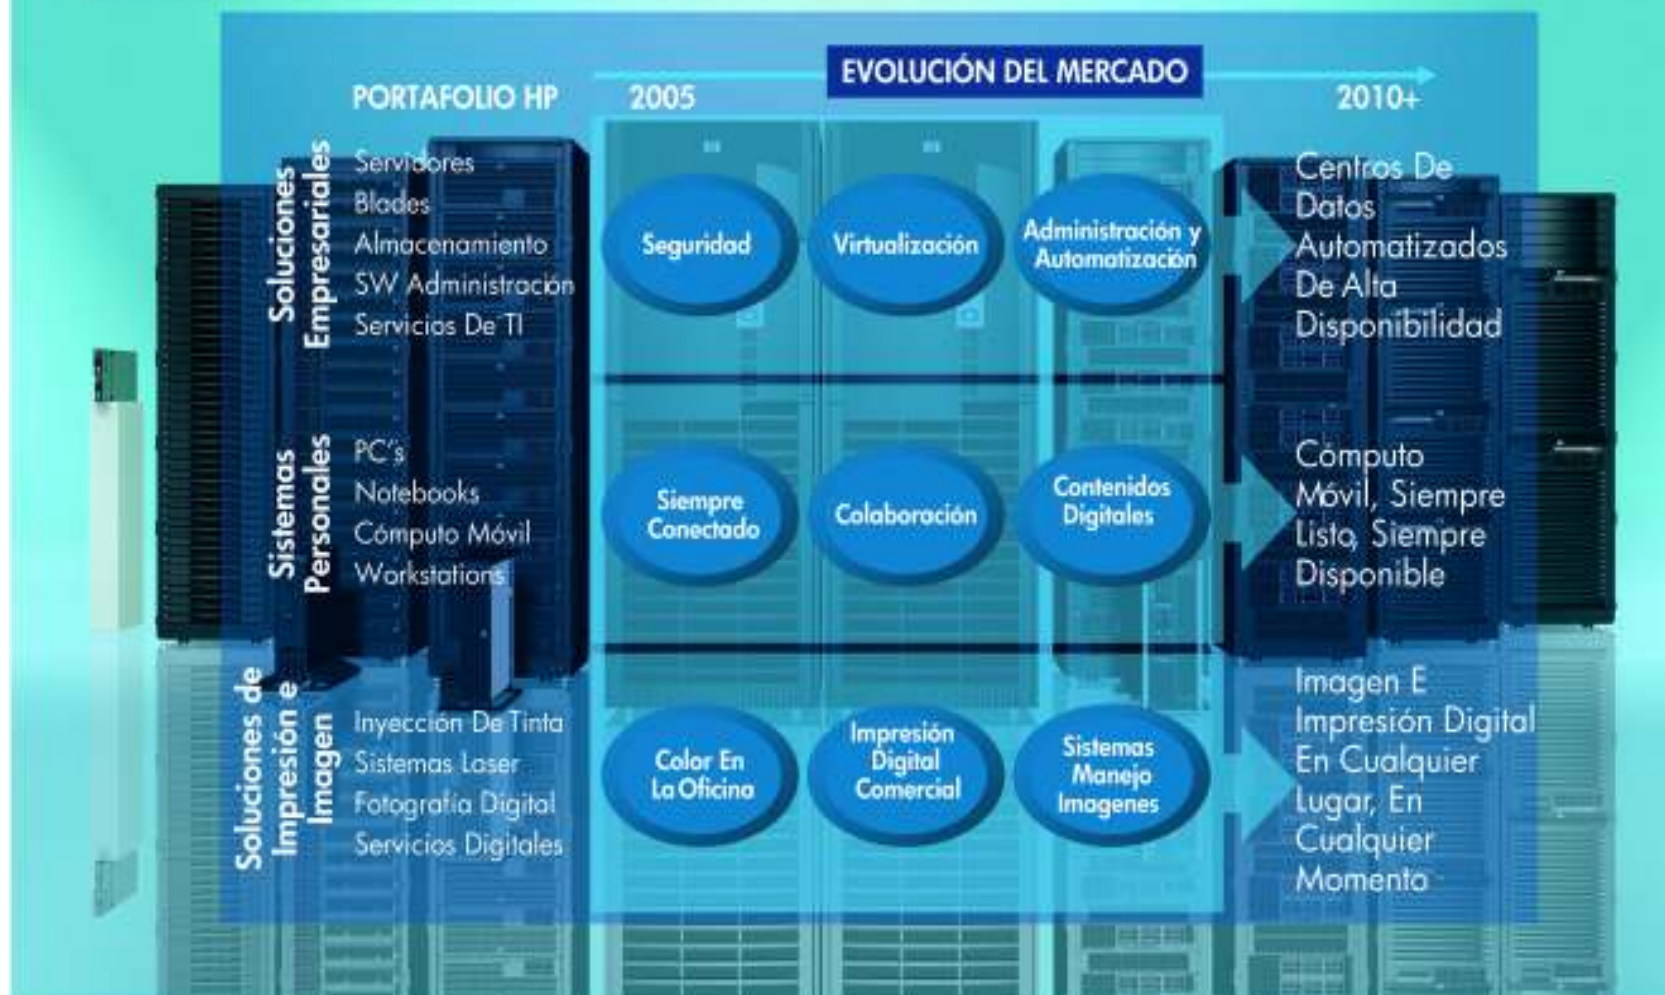 EVOLUCIÓN DEL MERCADO
PORTAFOLIO HP
2005
2010+
Soluciones
Empresariales
Servidores
Blades
Almacenamiento
SW Administración
Servicios De TI
Seguridad
Virtualización
Administración y
Automatización
Centros De
Datos
Automatizados
De Alta
Disponibilidad
Sistemas
Personales
PC's
Notebooks
Cómputo Móvil
Workstations
Siempre
Conectado
Colaboración
Contenidos
Digitales
Cómputo
Móvil, Siempre
Listo, Siempre
Disponible
Soluciones de
Impresión e
Imagen
Inyección De Tinta
Sistemas Laser
Fotografía Digital
Servicios Digitales
Color En
La Oficina
Impresión
Digital
Comercial
Sistemas
Manejo
Imagenes
Imagen E
Impresión Digital
En Cualquier
Lugar, En
Cualquier
Momento